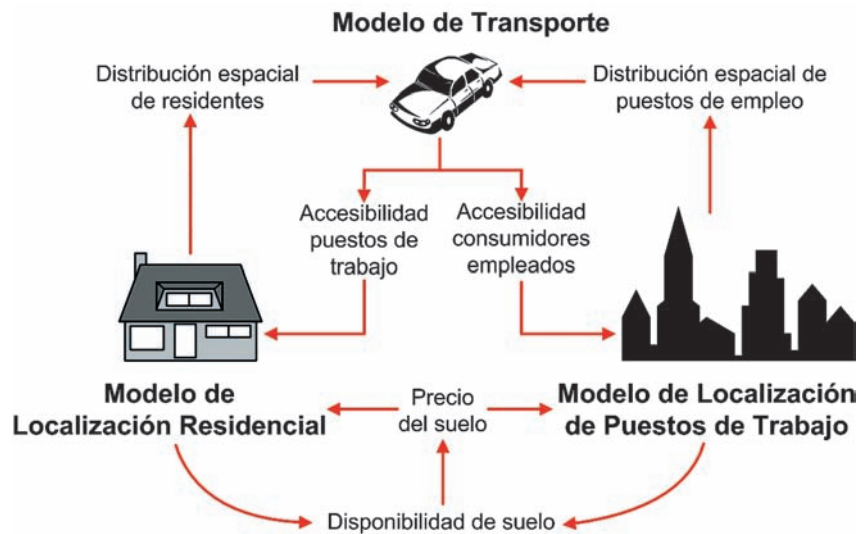 Modelo de Transporte
Distribución espacial
de residentes
Distribución espacial de
puestos de empleo
Accesibilidad
puestos de
trabajo
Accesibilidad
consumidores
empleados
Modelo de
Localización Residencial
Precio
del suelo
Modelo de Localización
de Puestos de Trabajo
Disponibilidad de suelo